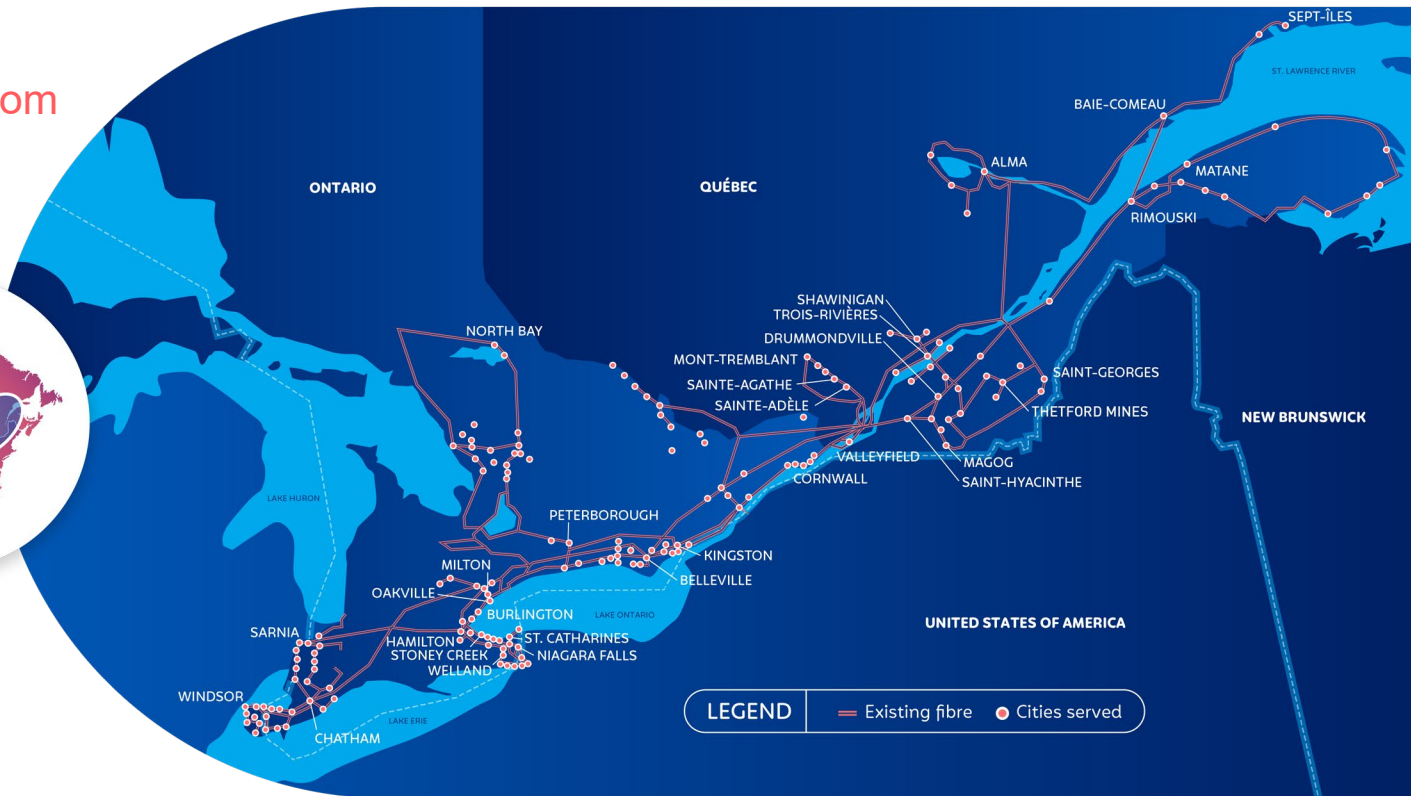 om
SEPT-ÎLES
ST. LAWRENCE RIVER
BAIE-COMEAU
ALMA
MATANE
ONTARIO
QUÉBEC
RIMOUSKI
SHAWINIGAN
TROIS-RIVIÈRES
NORTH BAY
DRUMMONDVILLE
MONT-TREMBLANT
SAINT-GEORGES
SAINTE-AGATHE
SAINTE-ADÈLE
THETFORD MINES
NEW BRUNSWICK
VALLEYFIELD
MAGOG
CORNWALL
SAINT-HYACINTHE
LAKE HURON
PETERBOROUGH
KINGSTON
MILTON
BELLEVILLE
OAKVILLE
BURLINGTON
LAKE ONTARIO
UNITED STATES OF AMERICA
SARNIA
HAMILTON
ST. CATHARINES
STONEY CREEK
NIAGARA FALLS
WELLAND
WINDSOR
LAKE ERIE
CHATHAM
LEGEND
Existing fibre
Cities served